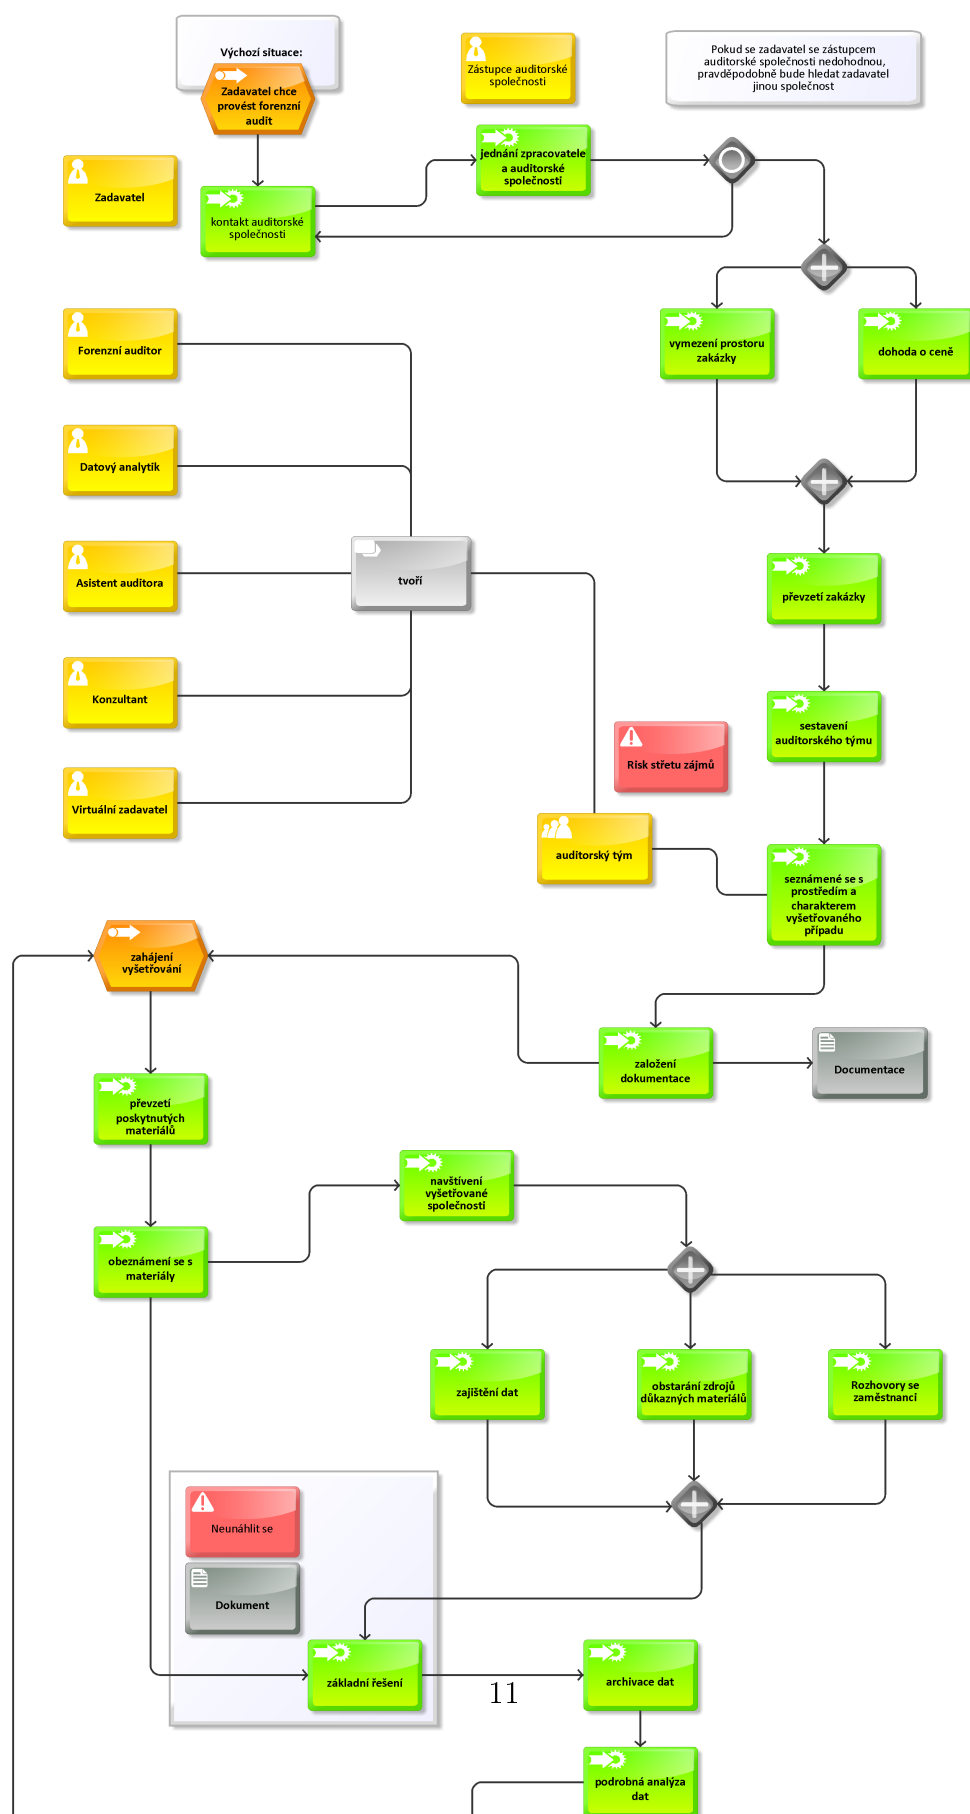 Výchozí situace:
Zadavatel chce
provést forenzní
audit
Zástupce auditorské
společnosti
Pokud se zadavatel se zástupcem
auditorské společnosti nedohodnou,
pravděpodobně bude hledat zadavatel
jinou společnost
jednání zpracovatele
a auditorské
společností
Zadavatel
kontakt auditorské
společnosti
Forenzní auditor
vymezení prostoru
zakázky
dohoda o ceně
Datový analytik
Asistent auditora
tvoří
převzetí zakázky
Konzultant
sestavení
auditorského týmu
Risk střetu zájmů
Virtuální zadavatel
auditorský tým
seznámené se s
prostředím a
charakterem
vyšetřovaného
případu
zahájení
vyšetřování
založení
dokumentace
Documentace
převzetí
poskytnutých
materiálů
navštívení
vyšetřované
společnosti
obeznámení se s
materiály
zajištění dat
obstarání zdrojů
důkazných materiálů
Rozhovory se
zaměstnanci
Neunáhlit se
Dokument
základní řešení
archivace dat
11
podrobná analýza
dat